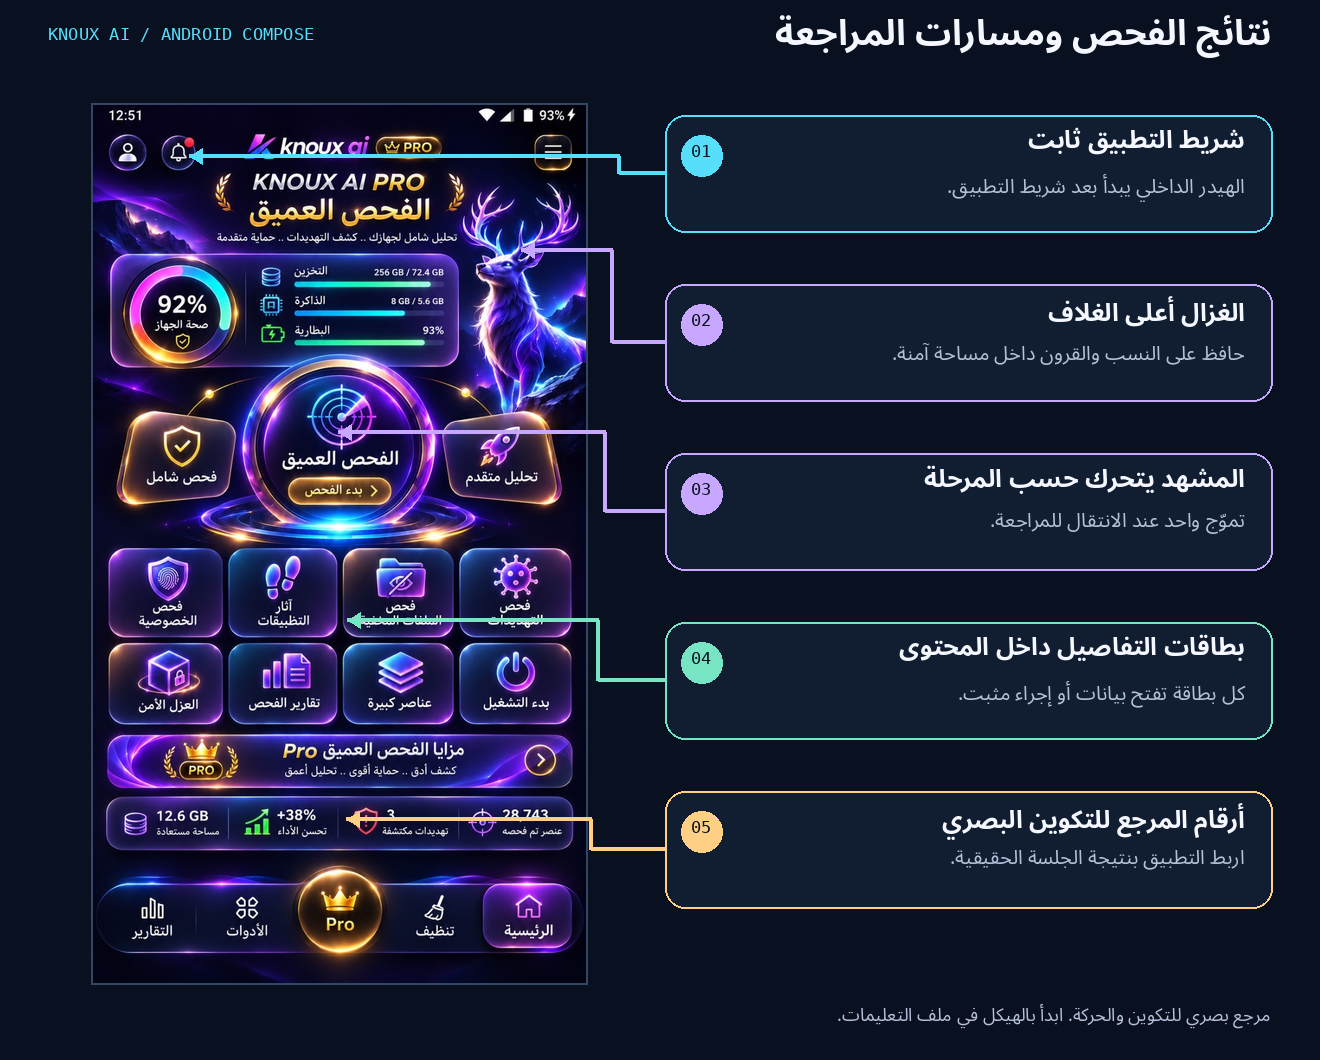 KNOUX AI / ANDROID COMPOSE
نتائج الفحص ومسارات المراجعة
12:51
93%
knoux ai
PRO
KNOUX AI PRO
الفحص العميق
تحليل شامل لجهازك .. كشف التهديدات .. حماية متقدمة
92%
صحة الجهاز
التخزين
256 GB / 72.4 GB
الذاكرة
8 GB / 5.6 GB
البطارية
93%
فحص شامل
الفحص العميق
بدء الفحص
تحليل متقدم
فحص
التهديدات
فحص
الملفات المخفية
آثار
التطبيقات
فحص
الخصوصية
بدء التشغيل
عناصر كبيرة
تقارير الفحص
العزل الأمن
مزايا الفحص العميق Pro
كشف أدق .. حماية أقوى .. تحليل أعمق
PRO
12.6 GB
مساحة مستعادة
+38%
تحسن الأداء
3
تهديدات مكتشفة
28,743
عنصر تم فحصه
الرئيسية
تنظيف
Pro
الأدوات
التقارير
01
شريط التطبيق ثابت
الهيدر الداخلي يبدأ بعد شريط التطبيق.
02
الغزال أعلى الغلاف
حافظ على النسب والقرون داخل مساحة آمنة.
03
المشهد يتحرك حسب المرحلة
تموّج واحد عند الانتقال للمراجعة.
04
بطاقات التفاصيل داخل المحتوى
كل بطاقة تفتح بيانات أو إجراء مثبت.
05
أرقام المرجع للتكوين البصري
اربط التطبيق بنتيجة الجلسة الحقيقية.
مرجع بصري للتكوين والحركة. ابدأ بالهيكل في ملف التعليمات.